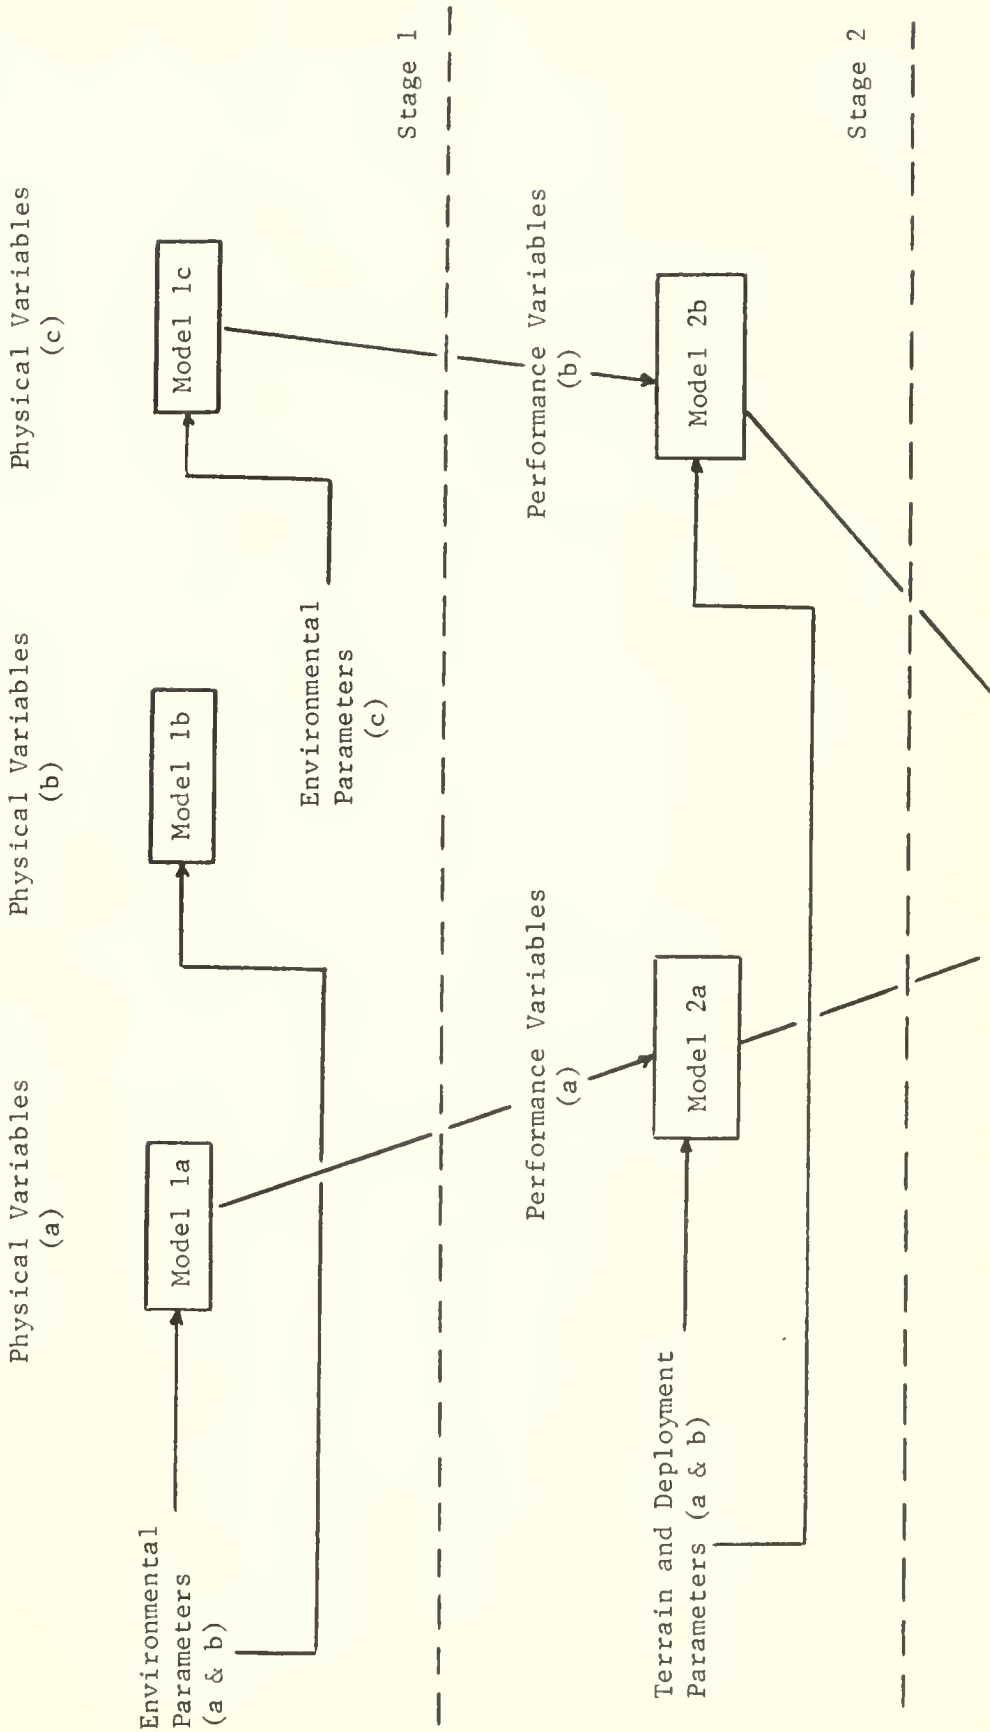 Physical Variables
(a)
Physical Variables
(b)
Physical Variables
(c)
Environmental
Parameters
(a & b)
Model 1a
Model 1b
Model 1c
Environmental
Parameters
(c)
Stage 1
Performance Variables
(a)
Performance Variables
(b)
Terrain and Deployment
Parameters (a & b)
Model 2a
Model 2b
Stage 2